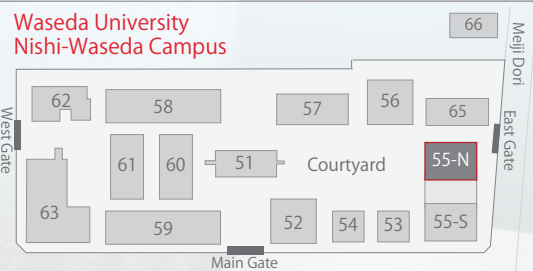 Waseda University
Nishi-Waseda Campus
66
Meiji Dori
62
58
57
56
65
West Gate
East Gate
61
60
51
Courtyard
55-N
63
59
52
54
53
55-S
Main Gate